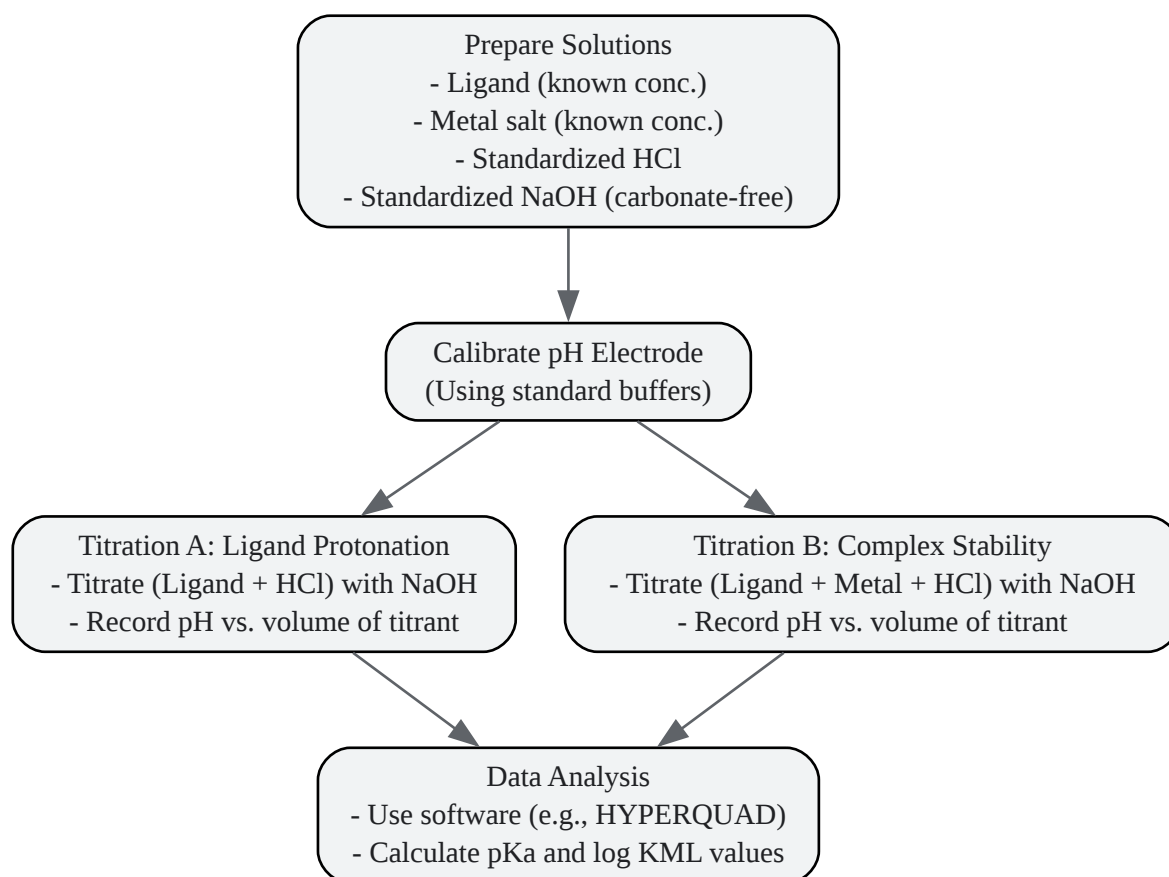 Prepare Solutions
- Ligand (known conc.)
- Metal salt (known conc.)
- Standardized HCl
- Standardized NaOH (carbonate-free)
Calibrate pH Electrode
(Using standard buffers)
Titration A: Ligand Protonation
- Titrate (Ligand + HCl) with NaOH
- Record pH vs. volume of titrant
Titration B: Complex Stability
- Titrate (Ligand + Metal + HCl) with NaOH
- Record pH vs. volume of titrant
Data Analysis
- Use software (e.g., HYPERQUAD)
- Calculate pKa and log KML values